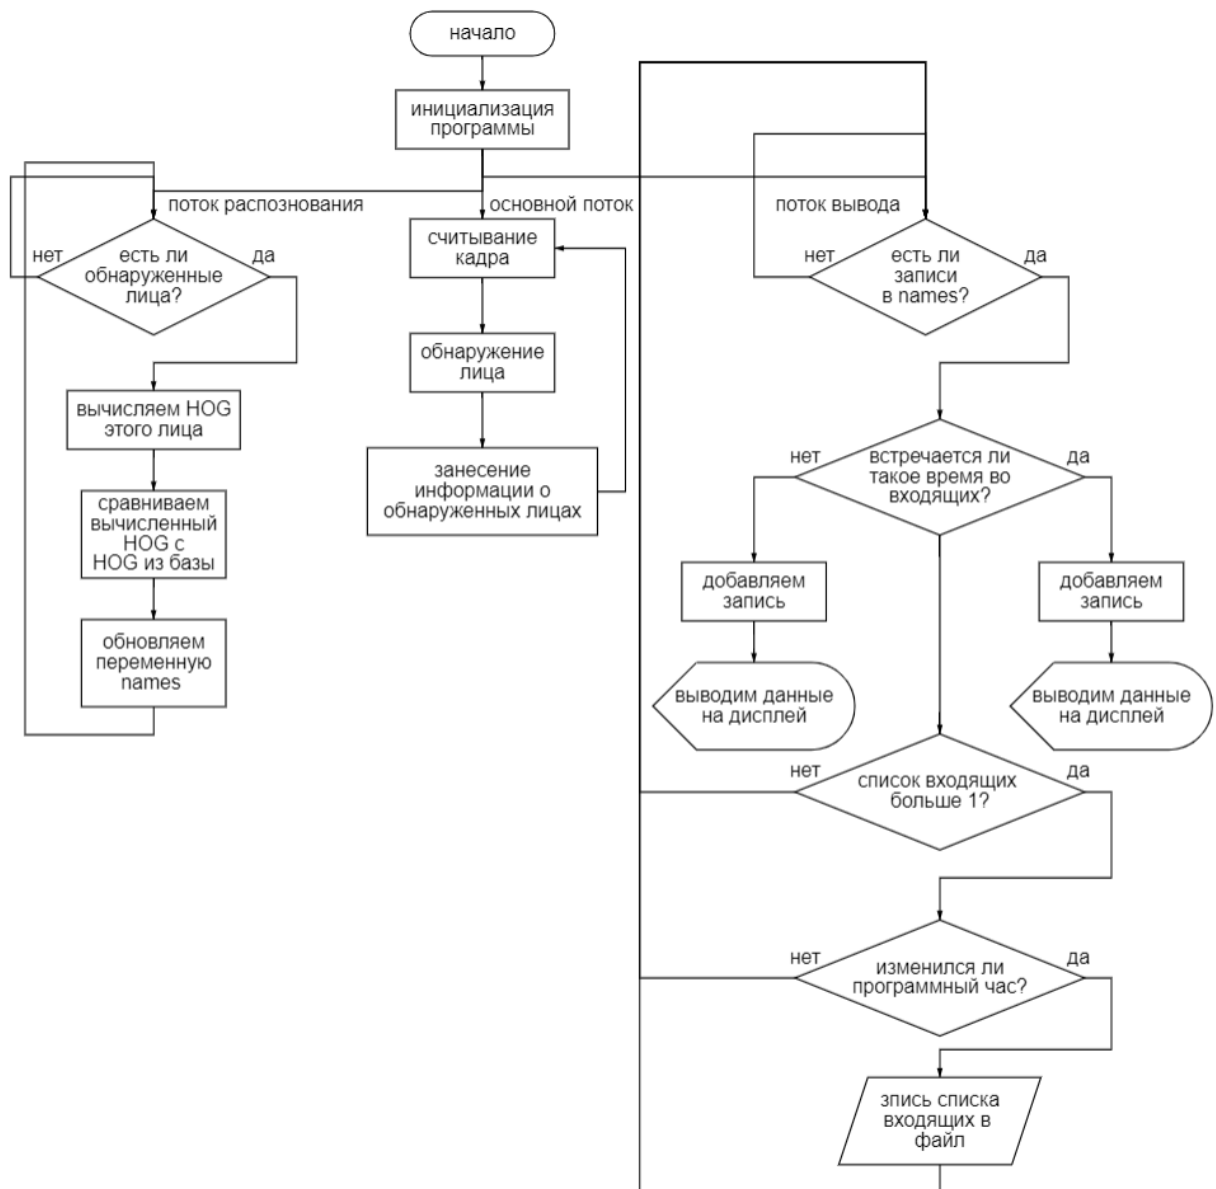 начало
инициализация
программы
поток распознования
основной поток
поток вывода
нет
есть ли
обнаруженные
лица?
да
считывание
кадра
нет
есть ли
записи
в names?
да
обнаружение
лица
вычисляем HOG
этого лица
занесение
информации о
обнаруженных лицах
нет
встречается ли
такое время во
входящих?
да
сравниваем
вычисленный
HOG с
HOG из базы
добавляем
запись
добавляем
запись
обновляем
переменную
names
выводим данные
на дисплей
выводим данные
на дисплей
нет
список входящих
больше 1?
да
нет
изменился ли
программный час?
да
зпись списка
входящих в
файл